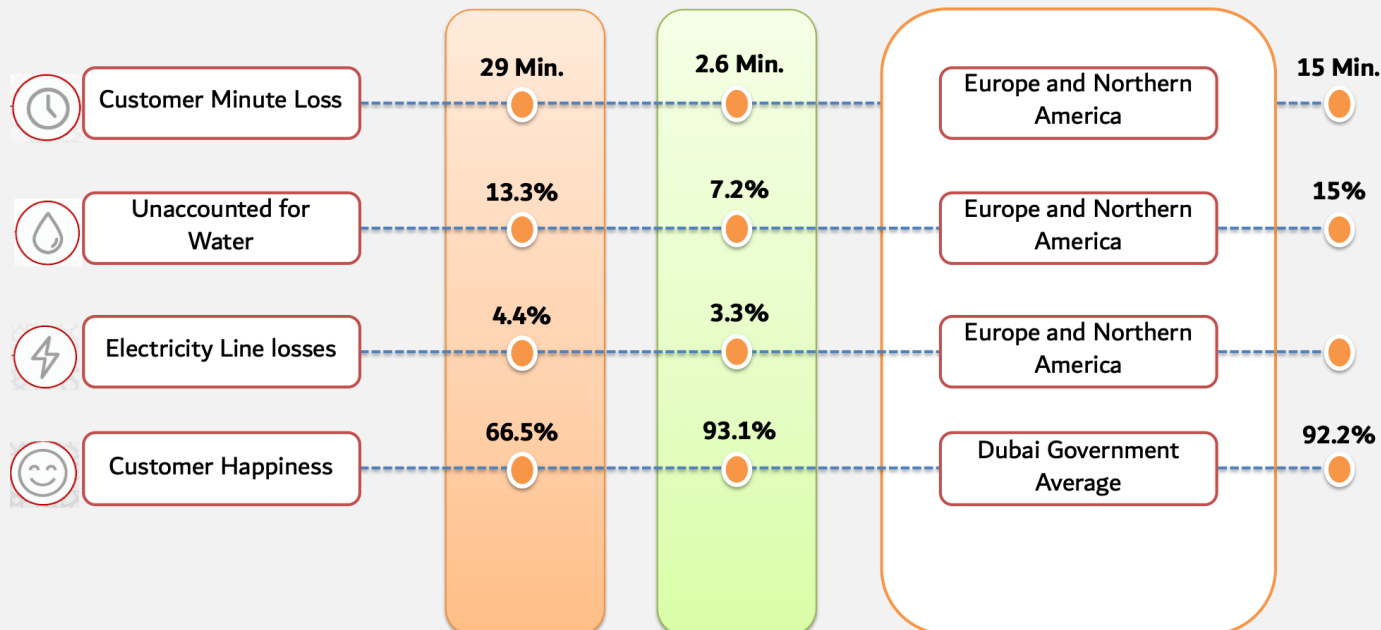 29 Min.
2.6 Min.
15 Min.
Customer Minute Loss
Europe and Northern
America
13.3%
7.2%
15%
Unaccounted for
Water
Europe and Northern
America
4.4%
3.3%
Electricity Line losses
Europe and Northern
America
66.5%
93.1%
92.2%
Customer Happiness
Dubai Government
Average